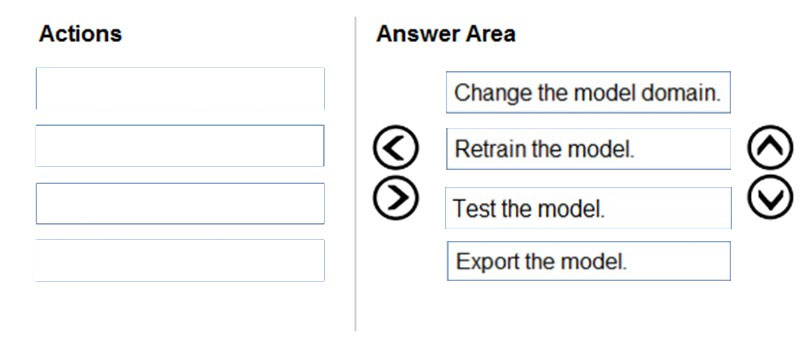 Actions
Answer Area
Change the model domain.
Retrain the model.
Test the model.
Export the model.